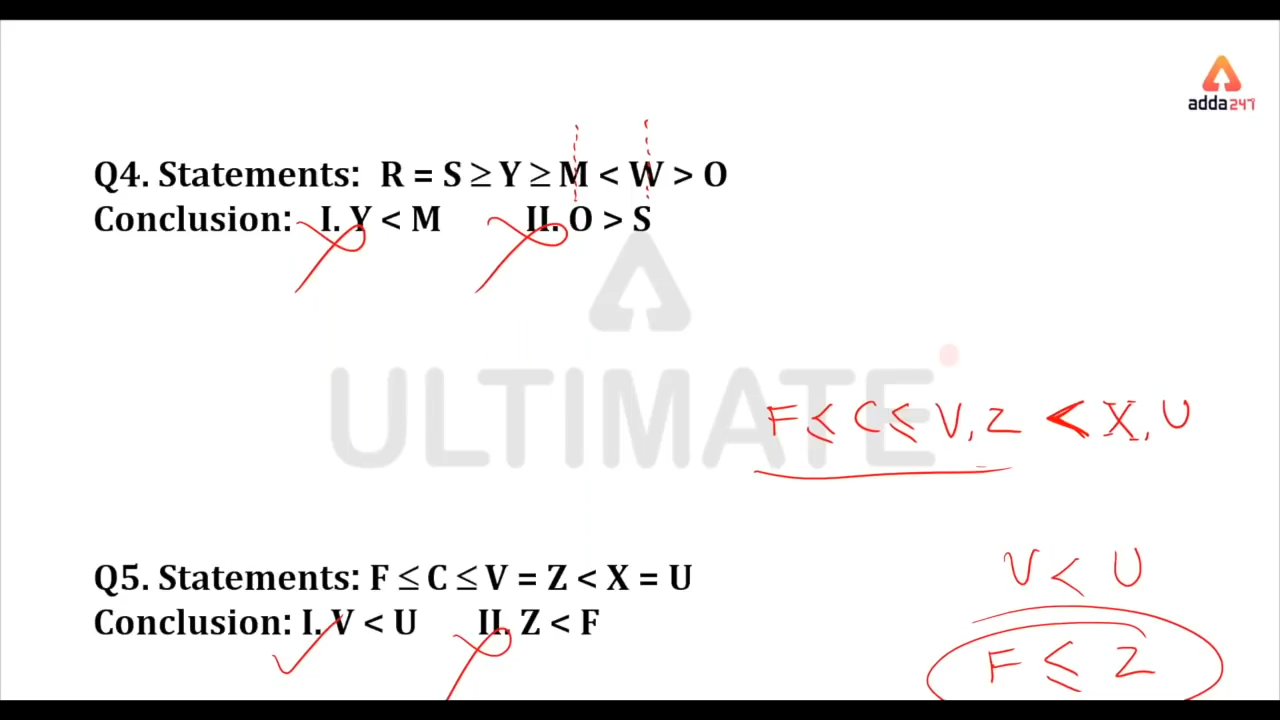 adda247
Q4. Statements: R = S ≥ Y ≥ M < W > O
Conclusion: I. Y < M II. O > S
ULTIMATE
F ≤ C ≤ V, Z < X, U
V < U
Q5. Statements: F ≤ C ≤ V = Z < X = U
Conclusion: I. V < U II. Z < F
F ≤ Z